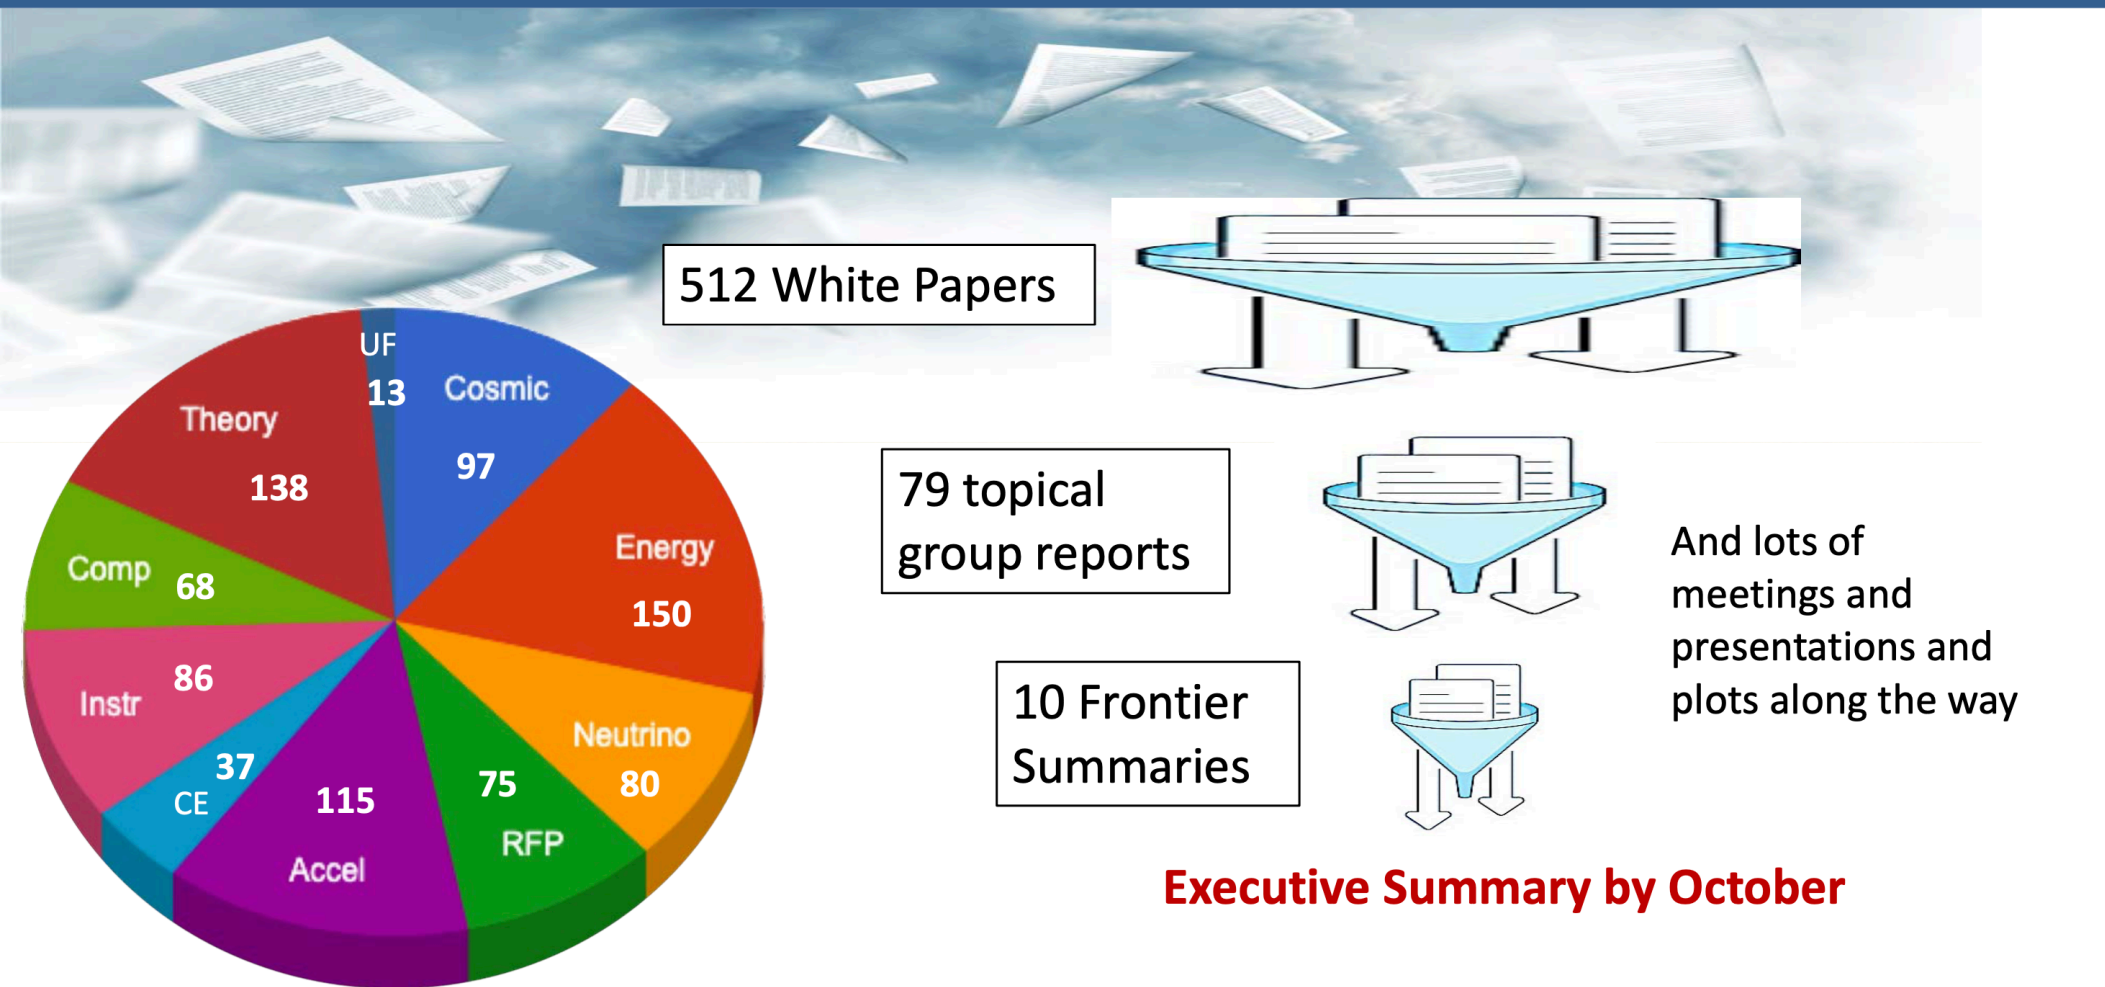 512 White Papers
UF
13
Cosmic
97
Theory
138
Energy
150
Comp
68
Neutrino
80
Instr
86
RFP
75
Accel
115
CE
37
79 topical
group reports
10 Frontier
Summaries
And lots of
meetings and
presentations and
plots along the way
Executive Summary by October